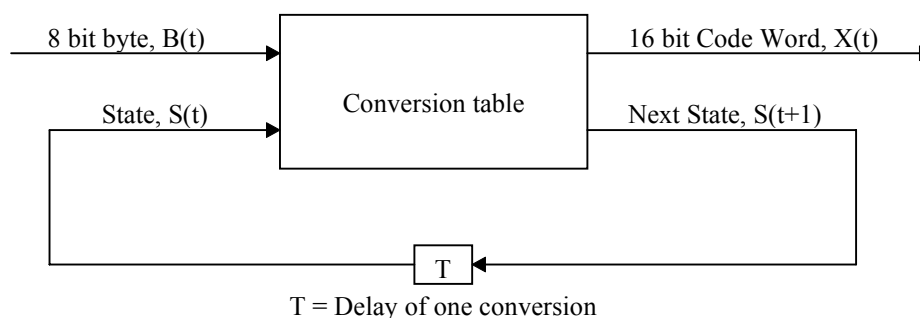 8 bit byte, B(t)
16 bit Code Word, X(t)
Conversion table
State, S(t)
Next State, S(t+1)
T
T = Delay of one conversion